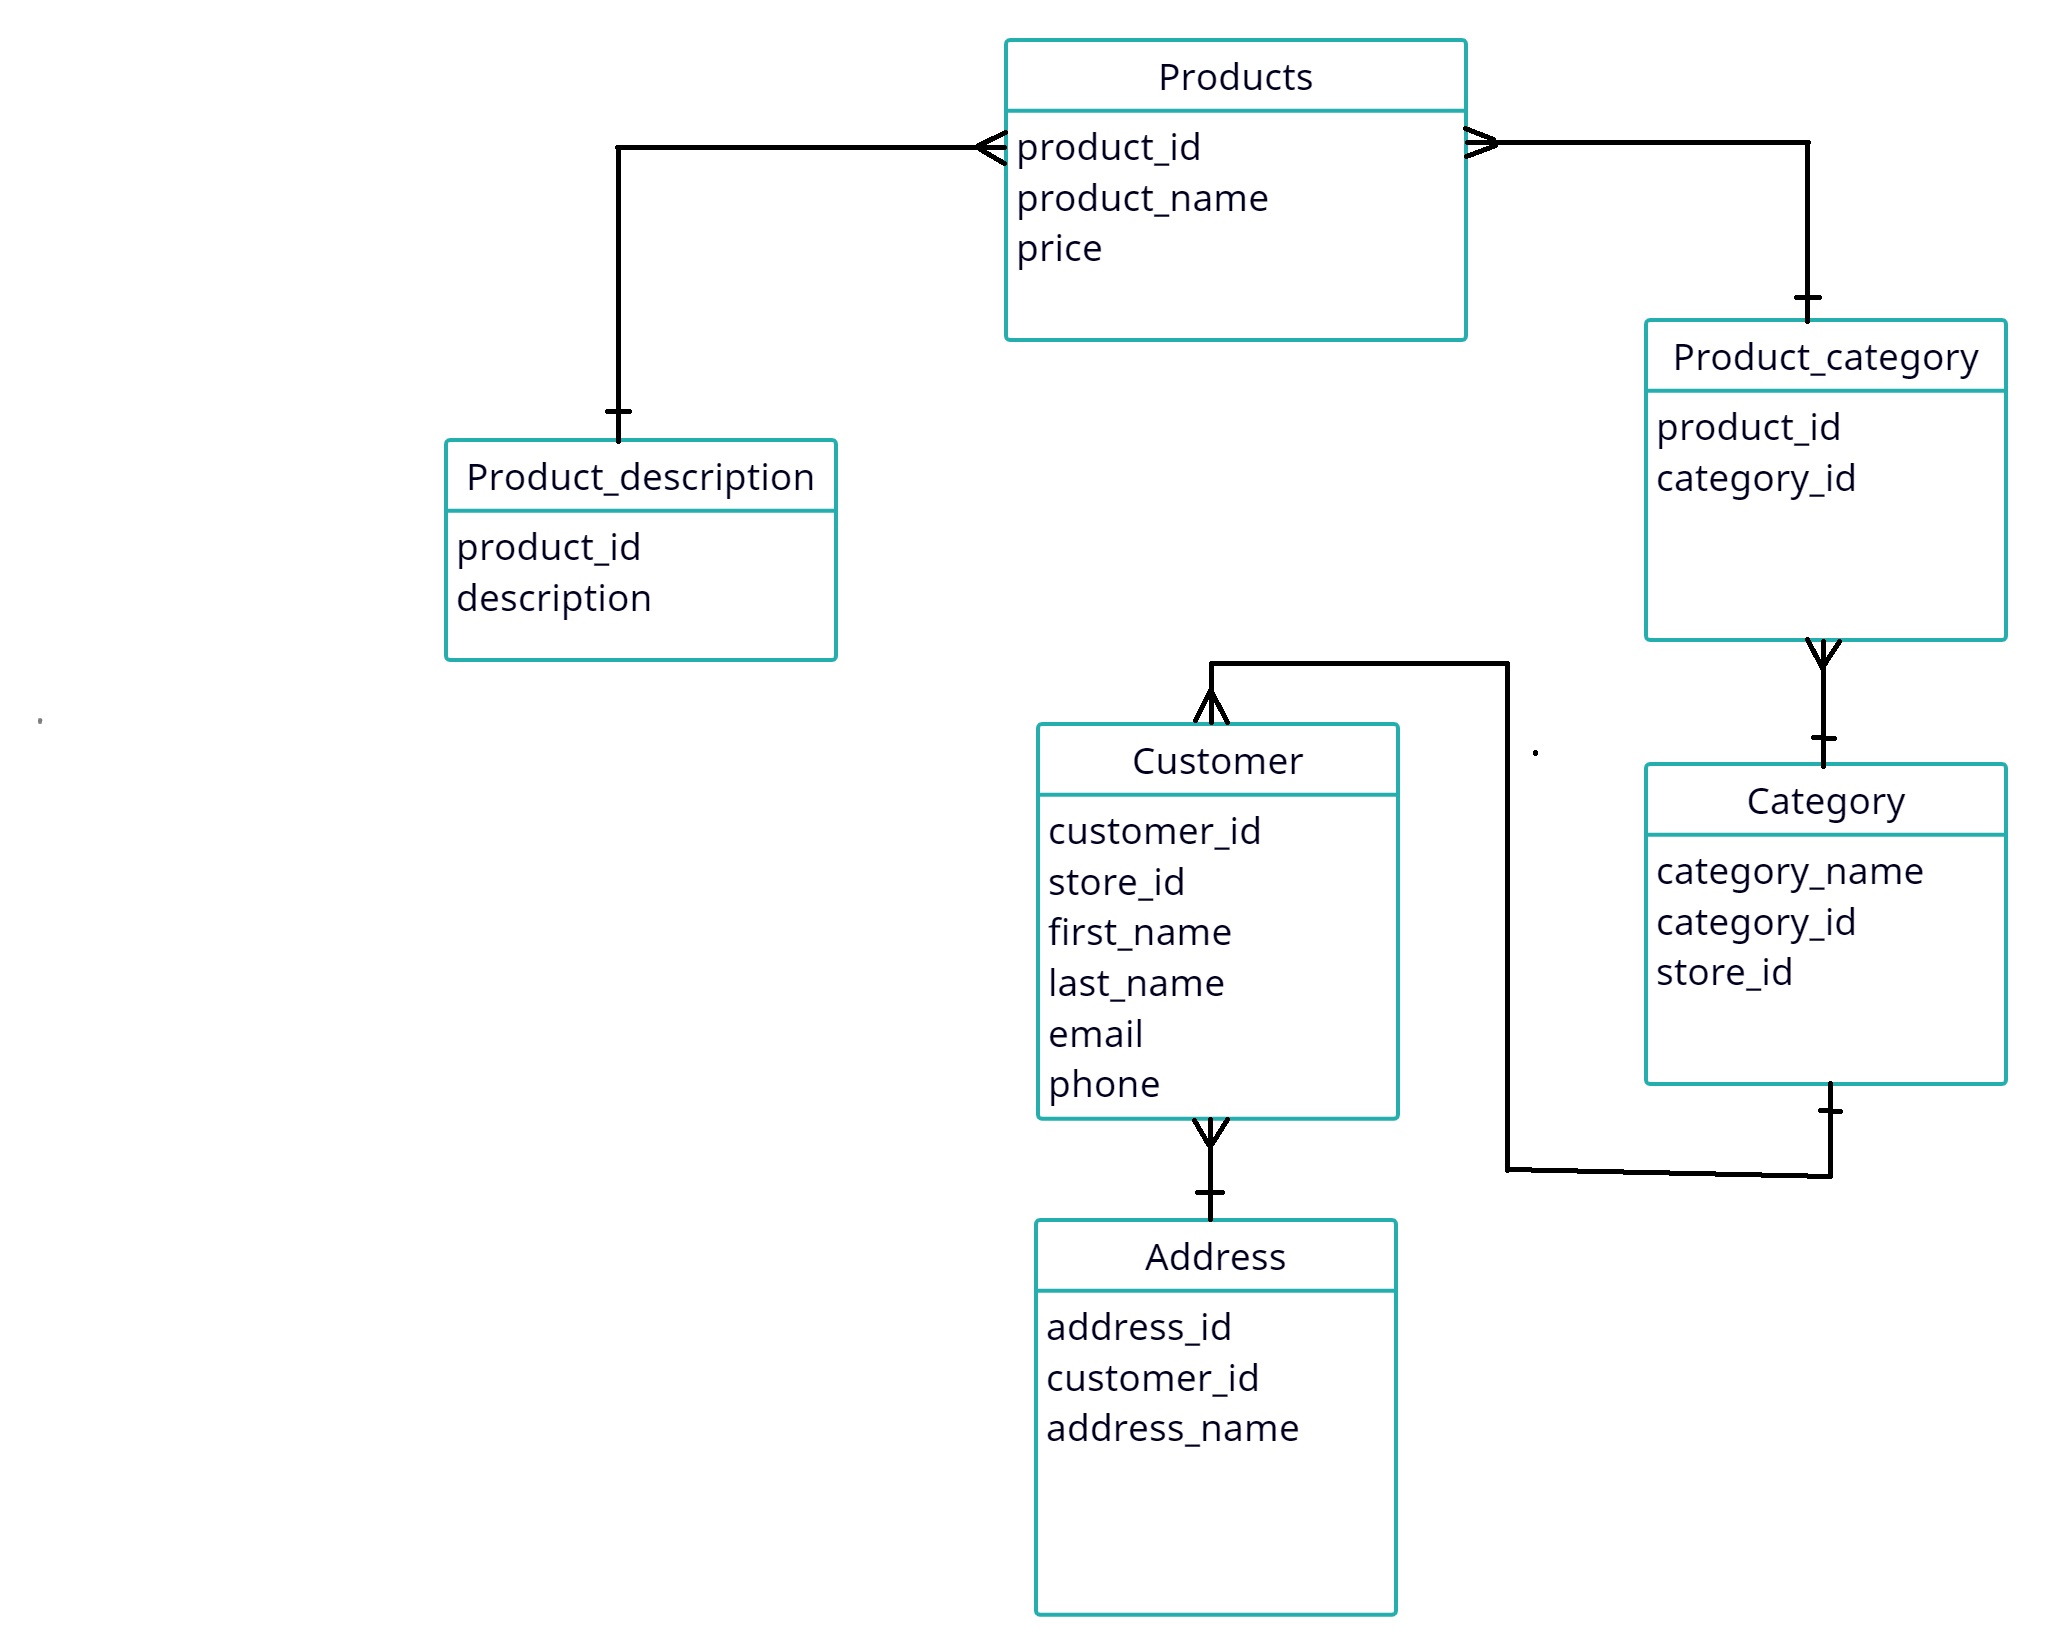 Products
product_id
product_name
price
Product_category
product_id
category_id
Product_description
product_id
description
Customer
customer_id
store_id
first_name
last_name
email
phone
Category
category_name
category_id
store_id
Address
address_id
customer_id
address_name